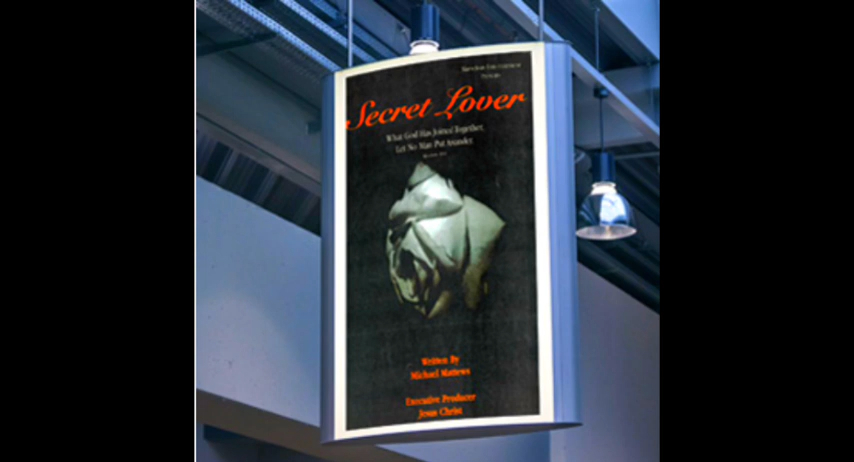 Secret Lover
What God Has Joined Together,
Let No Man Put Asunder.
Written By
Michael Mattews
Executive Producer
Jesus Christ